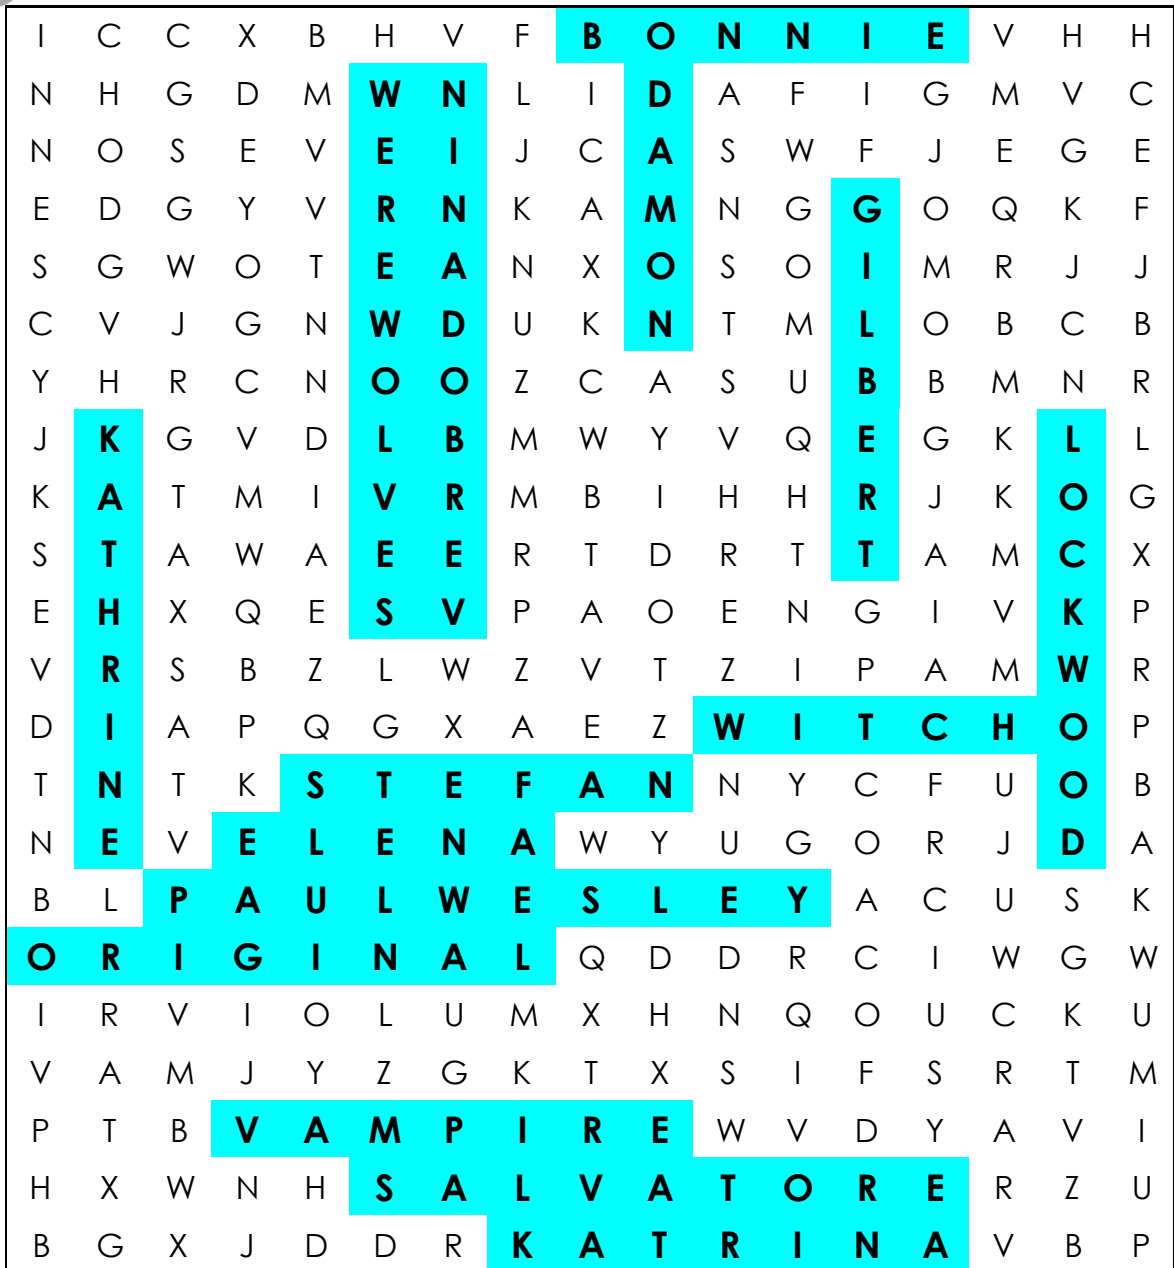 I C C X B H V F B O N N I E V H H
N H G D M W N L I D A F I G M V C
N O S E V E I J C A S W F J E G E
E D G Y V R N K A M N G G O Q K F
S G W O T E A N X O S O I M R J J
C V J G N W D U K N T M L O B C B
Y H R C N O O Z C A S U B B M N R
J K G V D L B M W Y V Q E G K L L
K A T M I V R M B I H H R J K O G
S T A W A E E R T D R T T A M C X
E H X Q E S V P A O E N G I V K P
V R S B Z L W Z V T Z I P A M W R
D I A P Q G X A E Z W I T C H O P
T N T K S T E F A N N Y C F U O B
N E V E L E N A W Y U G O R J D A
B L P A U L W E S L E Y A C U S K
O R I G I N A L Q D D R C I W G W
I R V I O L U M X H N Q O U C K U
V A M J Y Z G K T X S I F S R T M
P T B V A M P I R E W V D Y A V I
H X W N H S A L V A T O R E R Z U
B G X J D D R K A T R I N A V B P